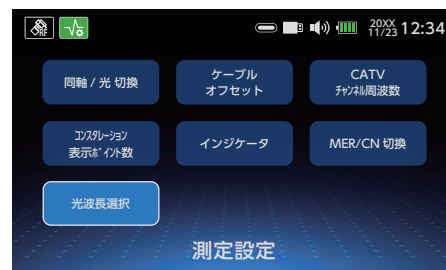 20XX
11/23 12:34
同軸 / 光 切換
ケーブル
オフセット
CATV
ﾁｬﾝﾈﾙ周波数
ｺﾝｽﾀﾚｰｼｮﾝ
表示ﾎﾟｲﾝﾄ数
インジケータ
MER/CN 切換
光波長選択
測定設定